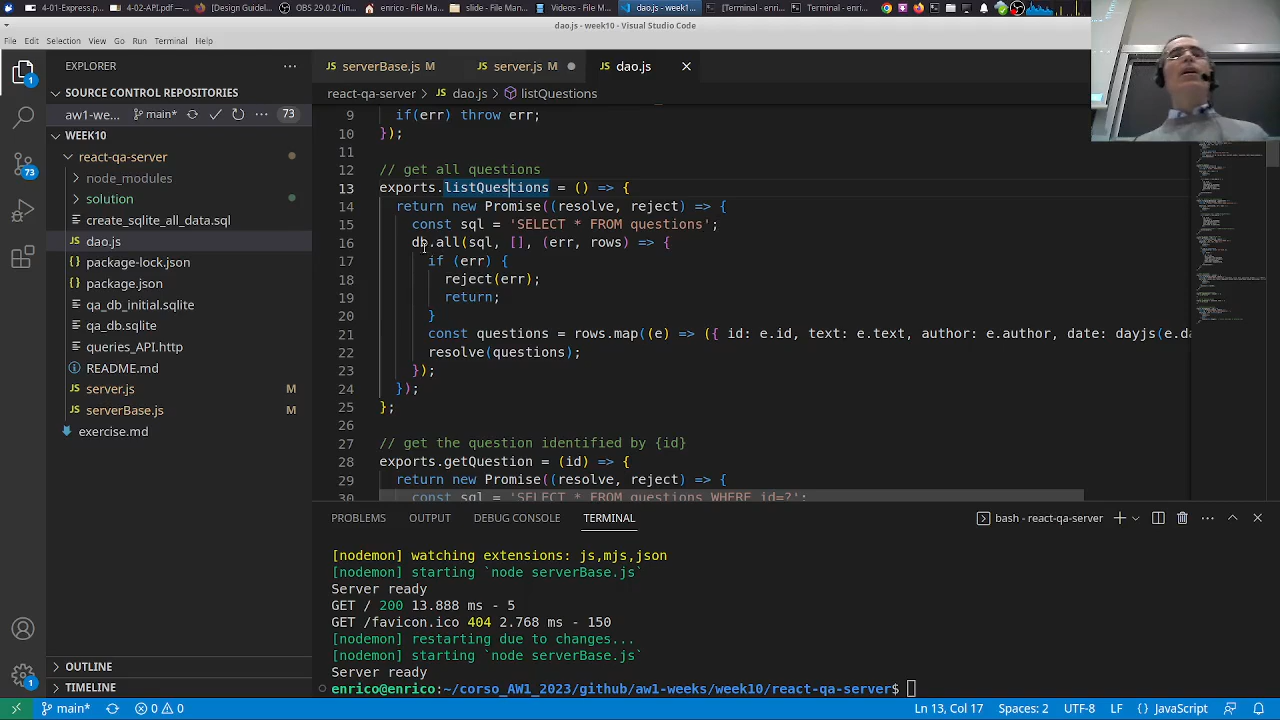 4-01-Express.p...
[Design Guidel...
OBS 29.0.2 (lin...
enrico - File Ma...
Videos - File M...
dao.js - week1...
[Terminal - enr...
Terminal - enri...
4-02-API.pdf — ...
dao.js - week10 - Visual Studio Code
File Edit Selection View Go Run Terminal Help
EXPLORER ...
serverBase.js M
server.js M
dao.js
SOURCE CONTROL REPOSITORIES
react-qa-server > dao.js > listQuestions
aw1-we... main* ... 73
WEEK10
react-qa-server
node_modules
solution
create_sqlite_all_data.sql
dao.js
package-lock.json
package.json
qa_db_initial.sqlite
qa_db.sqlite
queries_API.http
README.md
server.js M
serverBase.js M
exercise.md
OUTLINE
TIMELINE
1
73
1
9 if(err) throw err;
10 });
11
12 // get all questions
13 exports.listQuestions = () => {
14 return new Promise((resolve, reject) => {
15 const sql = 'SELECT * FROM questions';
16 db.all(sql, [], (err, rows) => {
17 if (err) {
18 reject(err);
19 return;
20 }
21 const questions = rows.map((e) => ({ id: e.id, text: e.text, author: e.author, date: dayjs(e.da
22 resolve(questions);
23 });
24 });
25 };
26
27 // get the question identified by {id}
28 exports.getQuestion = (id) => {
29 return new Promise((resolve, reject) => {
30 const sql = 'SELECT * FROM questions WHERE id=?';
PROBLEMS OUTPUT DEBUG CONSOLE TERMINAL
bash - react-qa-server
[nodemon] watching extensions: js,mjs,json
[nodemon] starting `node serverBase.js`
Server ready
GET / 200 13.888 ms - 5
GET /favicon.ico 404 2.768 ms - 150
[nodemon] restarting due to changes...
[nodemon] starting `node serverBase.js`
Server ready
enrico@enrico:~/corso_AW1_2023/github/aw1-weeks/week10/react-qa-server$
main* 0 0
Ln 13, Col 17 Spaces: 2 UTF-8 LF {} JavaScript